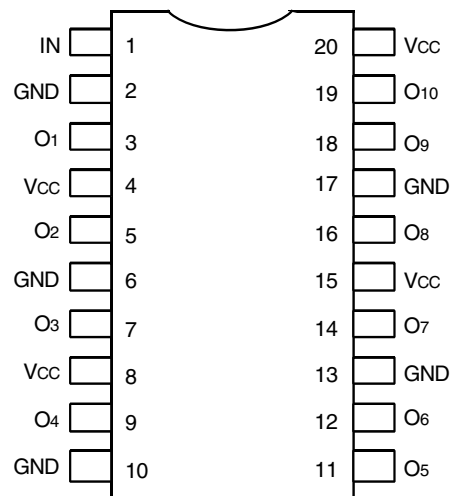 IN 1 20 VCC
GND 2 19 O10
O1 3 18 O9
VCC 4 17 GND
O2 5 16 O8
GND 6 15 VCC
O3 7 14 O7
VCC 8 13 GND
O4 9 12 O6
GND 10 11 O5